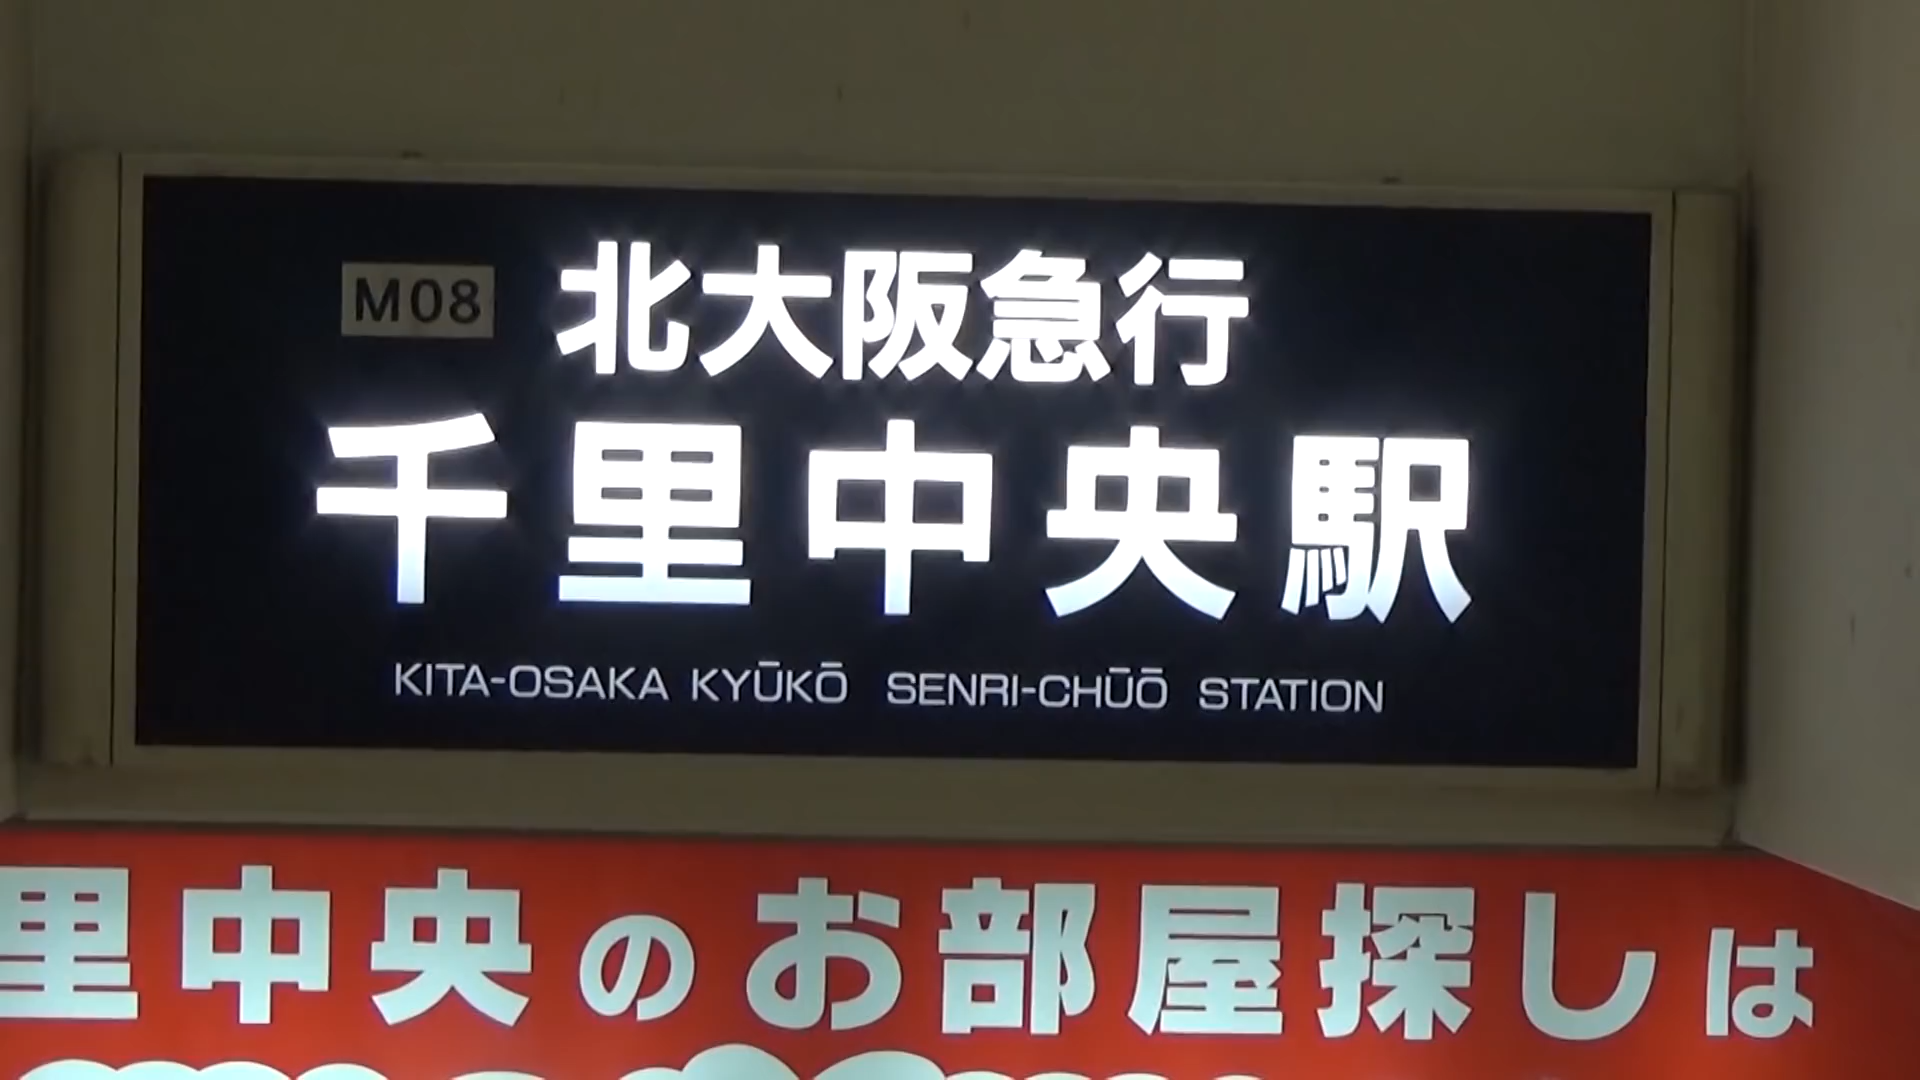 M08 北大阪急行
千里中央駅
KITA-OSAKA KYŪKŌ SENRI-CHŪŌ STATION
里中央のお部屋探しは